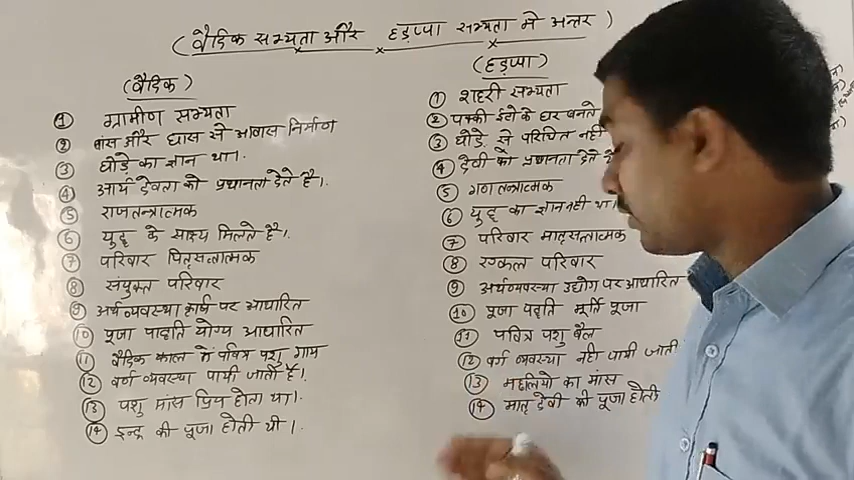 (वैदिक सभ्यता और हड़प्पा सभ्यता मे अन्तर)
(वैदिक)
① ग्रामीण सभ्यता
② बांस और घास से आवास निर्माण
③ घोड़े का ज्ञान था।
④ आर्य देवता को प्रधानता देते है।
⑤ राजतन्त्रात्मक
⑥ युद्ध के साक्ष्य मिलते है।
⑦ परिवार पितृसत्तात्मक
⑧ संयुक्त परिवार
⑨ अर्थव्यवस्था कृषि पर आधारित
⑩ पूजा पद्धति योग्य आधारित
⑪ वैदिक काल में पवित्र पशु गाय
⑫ वर्ण व्यवस्था पायी जाती है।
⑬ पशु मांस प्रिय होता था।
⑭ इन्द्र की पूजा होती थी।
(हड़प्पा)
① शहरी सभ्यता
② पक्की ईंटो के घर बनते
③ घोड़े से परिचित नही
④ देवी को प्रधानता देते
⑤ गणतन्त्रात्मक
⑥ युद्ध का ज्ञान नही था।
⑦ परिवार मातृसत्तात्मक
⑧ एकल परिवार
⑨ अर्थव्यवस्था उद्योग पर आधारित
⑩ पूजा पद्धति मूर्ति पूजा
⑪ पवित्र पशु बैल
⑫ वर्ण व्यवस्था नही पायी जाती
⑬ मछलियो का मांस
⑭ मातृ देवी की पूजा होती